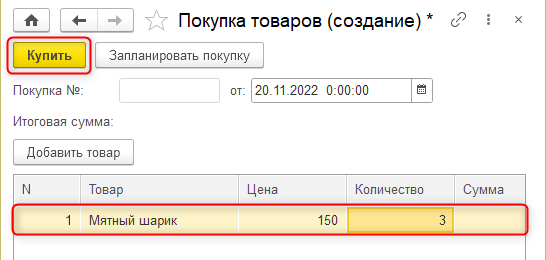 Покупка товаров (создание) *
Купить Запланировать покупку
Покупка №: от: 20.11.2022 0:00:00
Итоговая сумма:
Добавить товар
N Товар Цена Количество Сумма
1 Мятный шарик 150 3